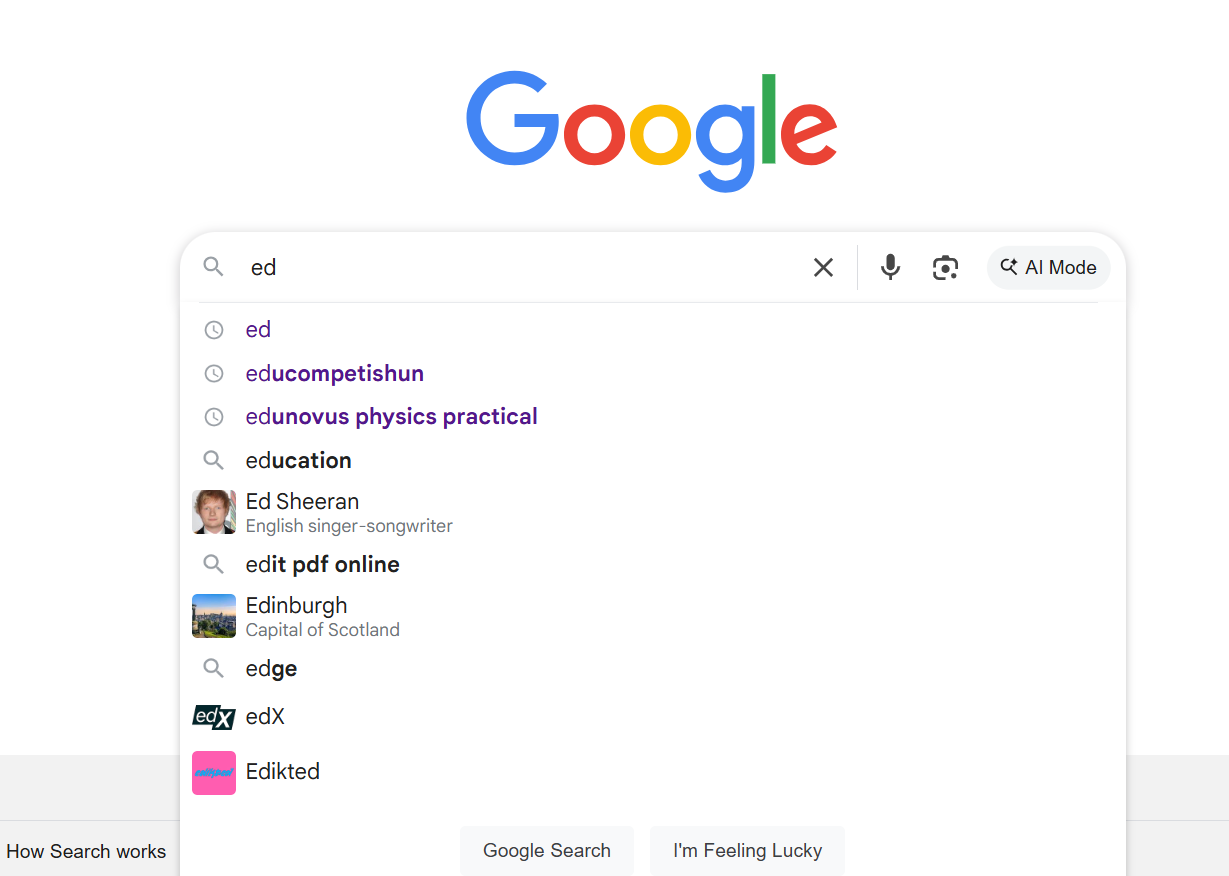 Google
ed
AI Mode
ed
educompetishun
edunovus physics practical
education
Ed Sheeran
English singer-songwriter
edit pdf online
Edinburgh
Capital of Scotland
edge
edX
edX
Edikted
Google Search
I'm Feeling Lucky
How Search works